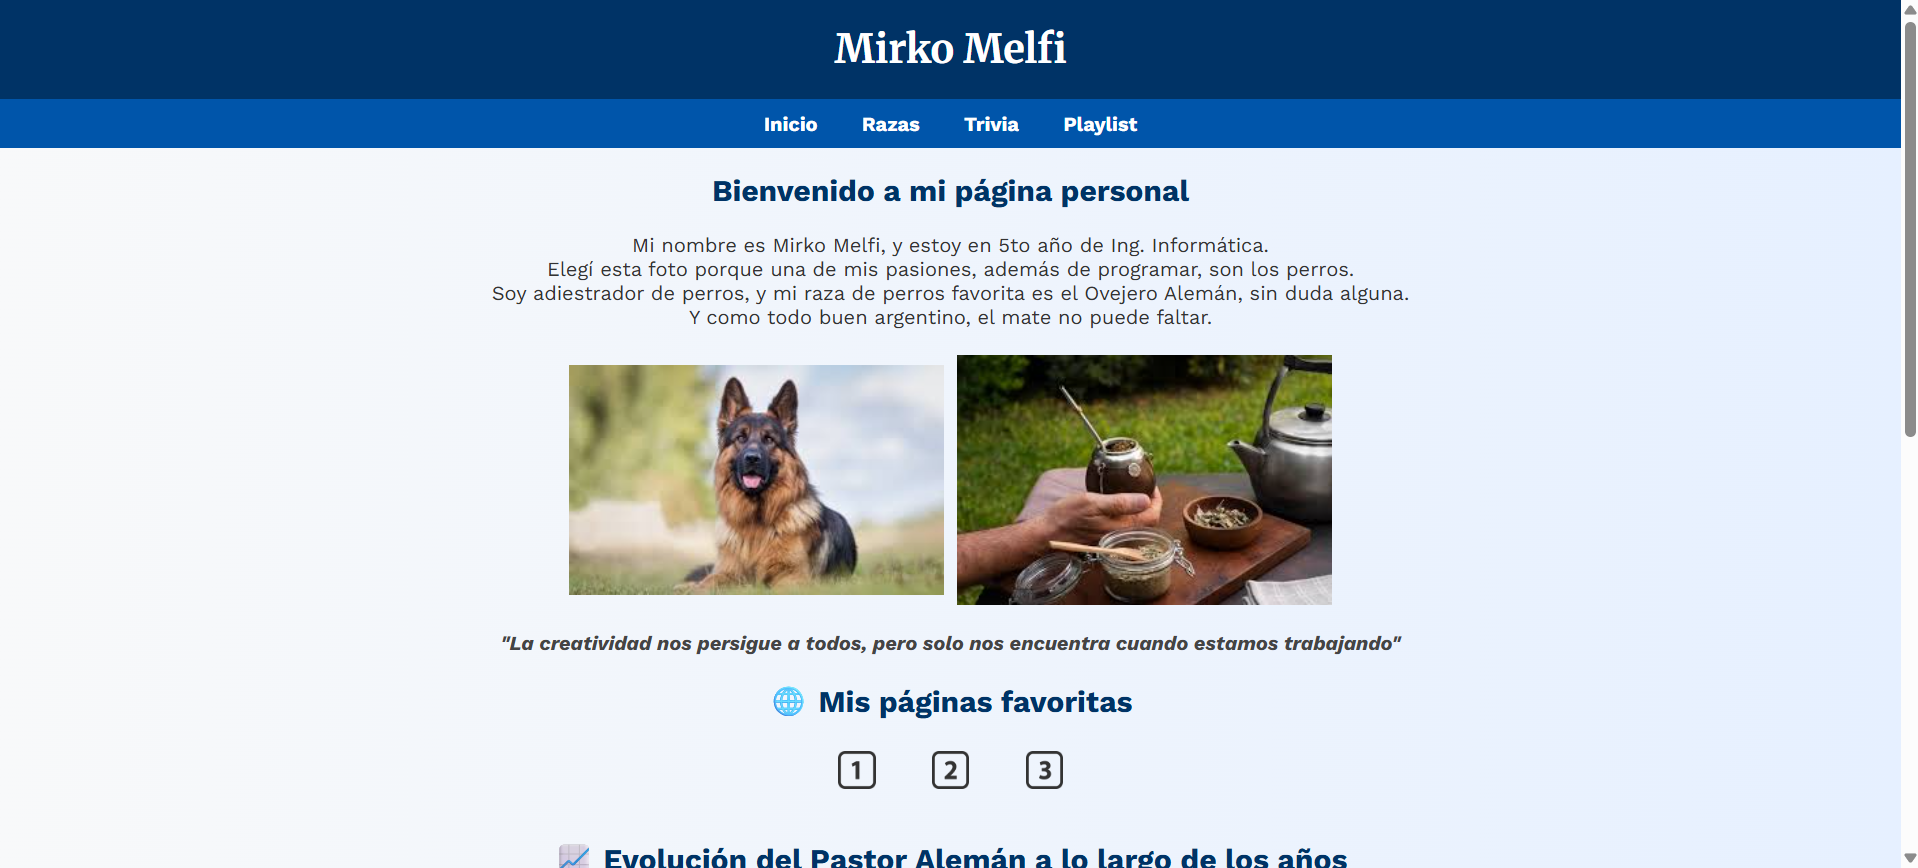 Mirko Melfi
Inicio Razas Trivia Playlist
Bienvenido a mi página personal
Mi nombre es Mirko Melfi, y estoy en 5to año de Ing. Informática.
Elegí esta foto porque una de mis pasiones, además de programar, son los perros.
Soy adiestrador de perros, y mi raza de perros favorita es el Ovejero Alemán, sin duda alguna.
Y como todo buen argentino, el mate no puede faltar.
"La creatividad nos persigue a todos, pero solo nos encuentra cuando estamos trabajando"
Mis páginas favoritas
1 2 3
Evolución del Pastor Alemán a lo largo de los años